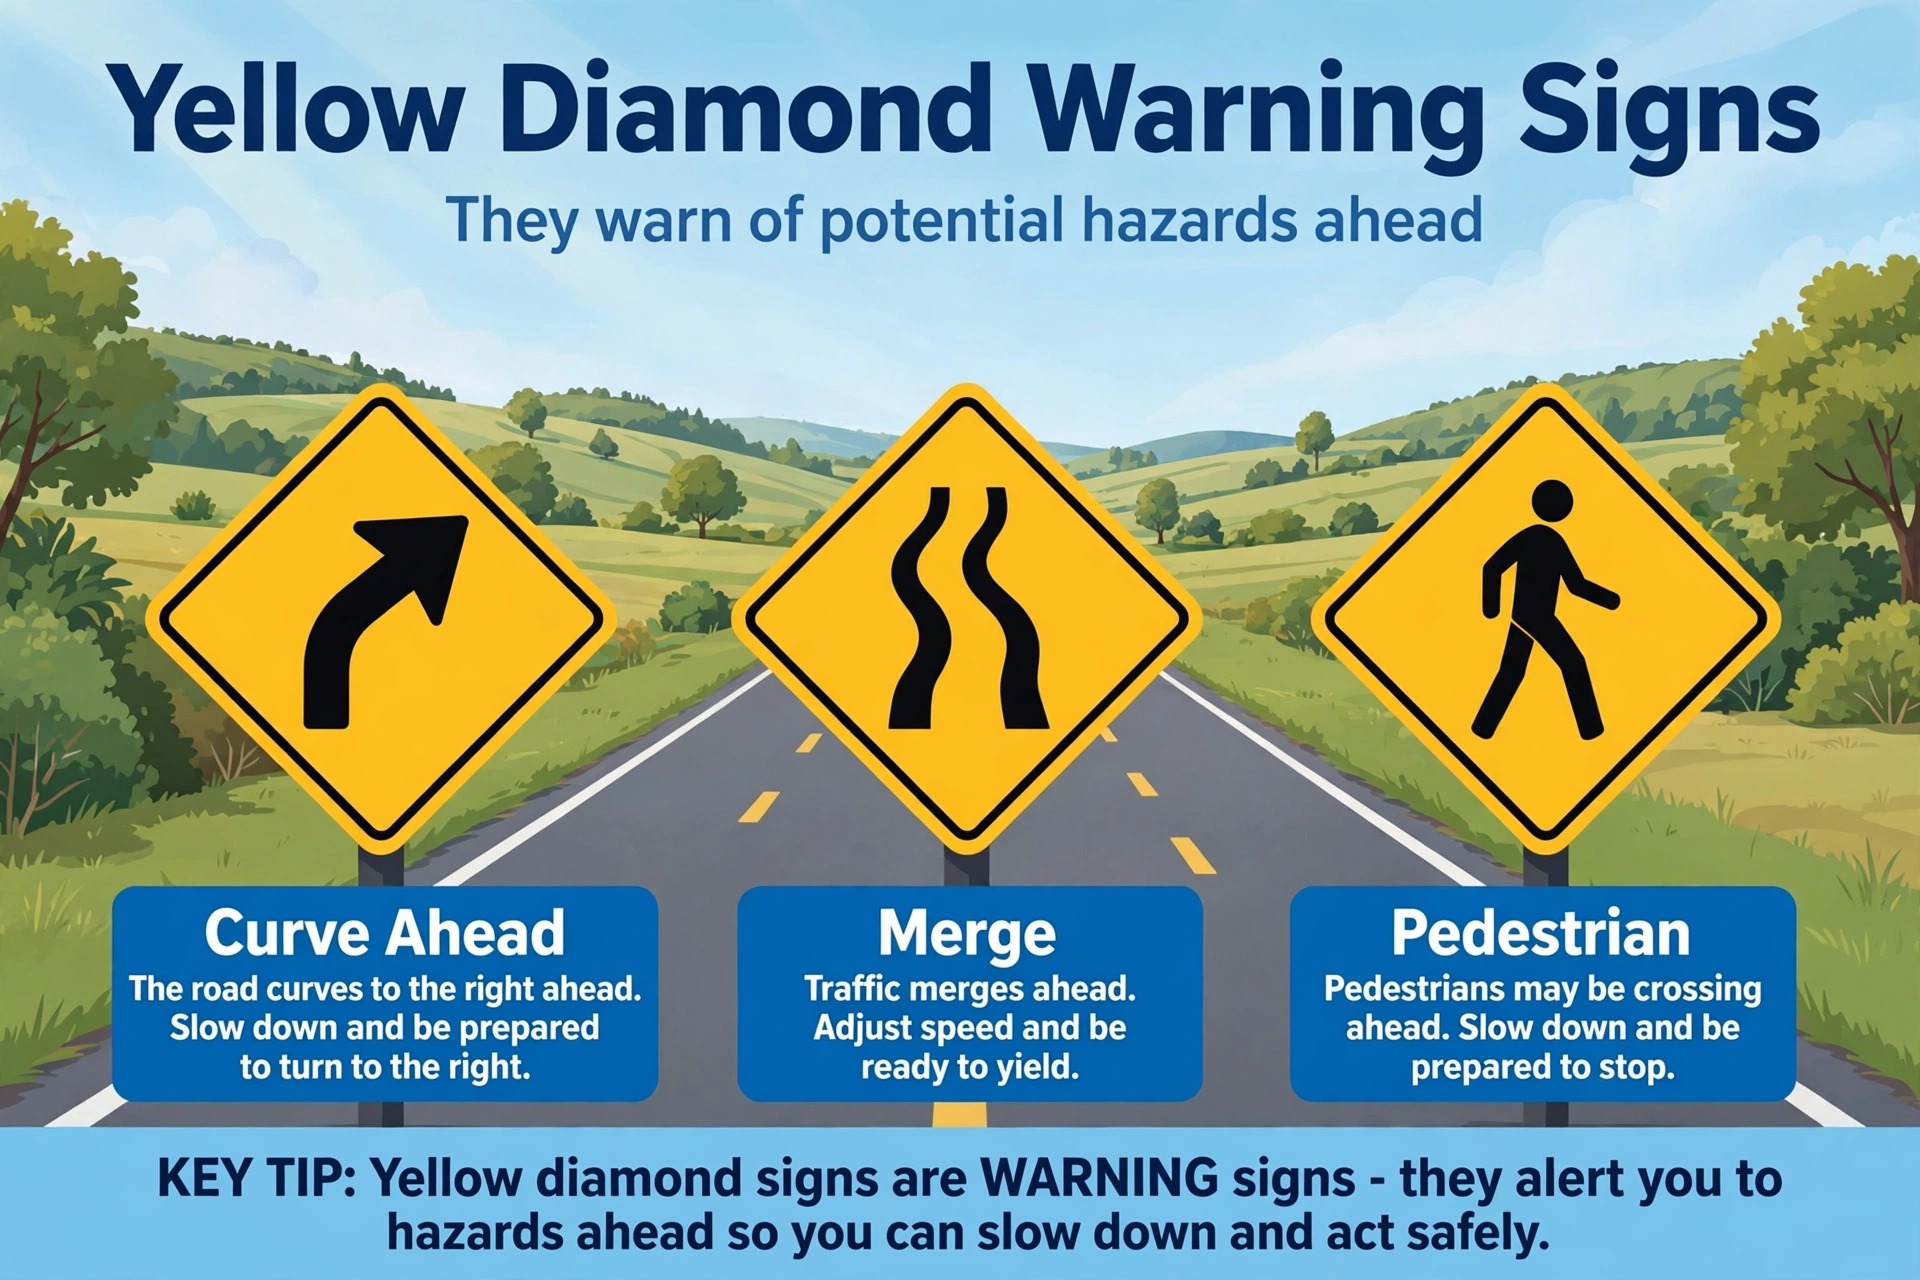 Yellow Diamond Warning Signs
They warn of potential hazards ahead
Curve Ahead
The road curves to the right ahead.
Slow down and be prepared
to turn to the right.
Merge
Traffic merges ahead.
Adjust speed and be
ready to yield.
Pedestrian
Pedestrians may be crossing
ahead. Slow down and be
prepared to stop.
KEY TIP: Yellow diamond signs are WARNING signs - they alert you to
hazards ahead so you can slow down and act safely.